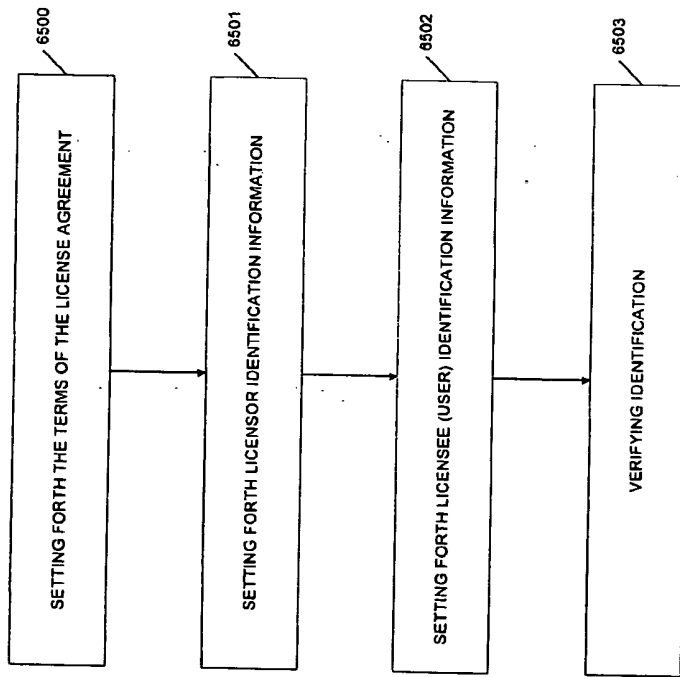 6500
SETTING FORTH THE TERMS OF THE LICENSE AGREEMENT
6501
SETTING FORTH LICENSOR IDENTIFICATION INFORMATION
6502
SETTING FORTH LICENSEE (USER) IDENTIFICATION INFORMATION
6503
VERIFYING IDENTIFICATION